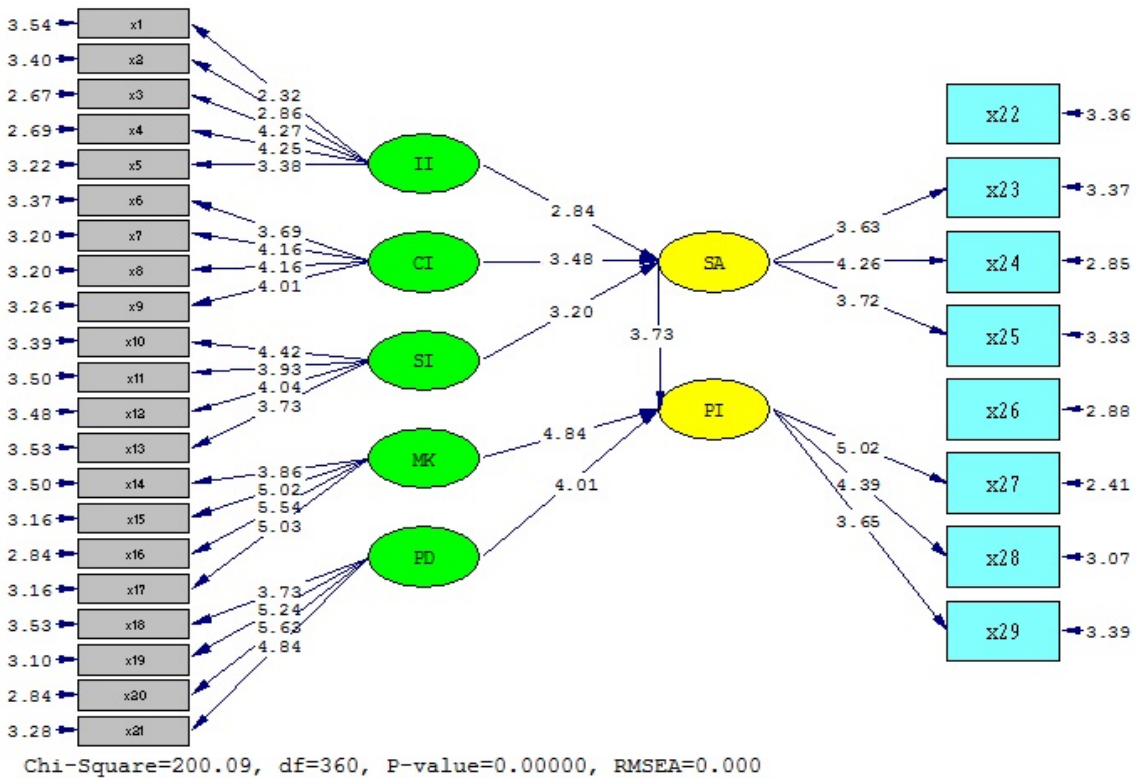 3.54 x1
3.40 x2
2.67 x3
2.69 x4
3.22 x5
3.37 x6
3.20 x7
3.20 x8
3.26 x9
3.39 x10
3.50 x11
3.48 x12
3.53 x13
3.50 x14
3.16 x15
2.84 x16
3.16 x17
3.53 x18
3.10 x19
2.84 x20
3.28 x21
2.32
2.86
4.27
4.25
3.38
3.69
4.16
4.16
4.01
4.42
3.93
4.04
3.73
3.86
5.02
5.54
5.03
3.73
5.24
5.63
4.84
II
CI
SI
MK
PD
2.84
3.48
3.20
4.84
4.01
SA
3.73
PI
3.63
4.26
3.72
5.02
4.39
3.65
x22 3.36
x23 3.37
x24 2.85
x25 3.33
x26 2.88
x27 2.41
x28 3.07
x29 3.39
Chi-Square=200.09, df=360, P-value=0.00000, RMSEA=0.000